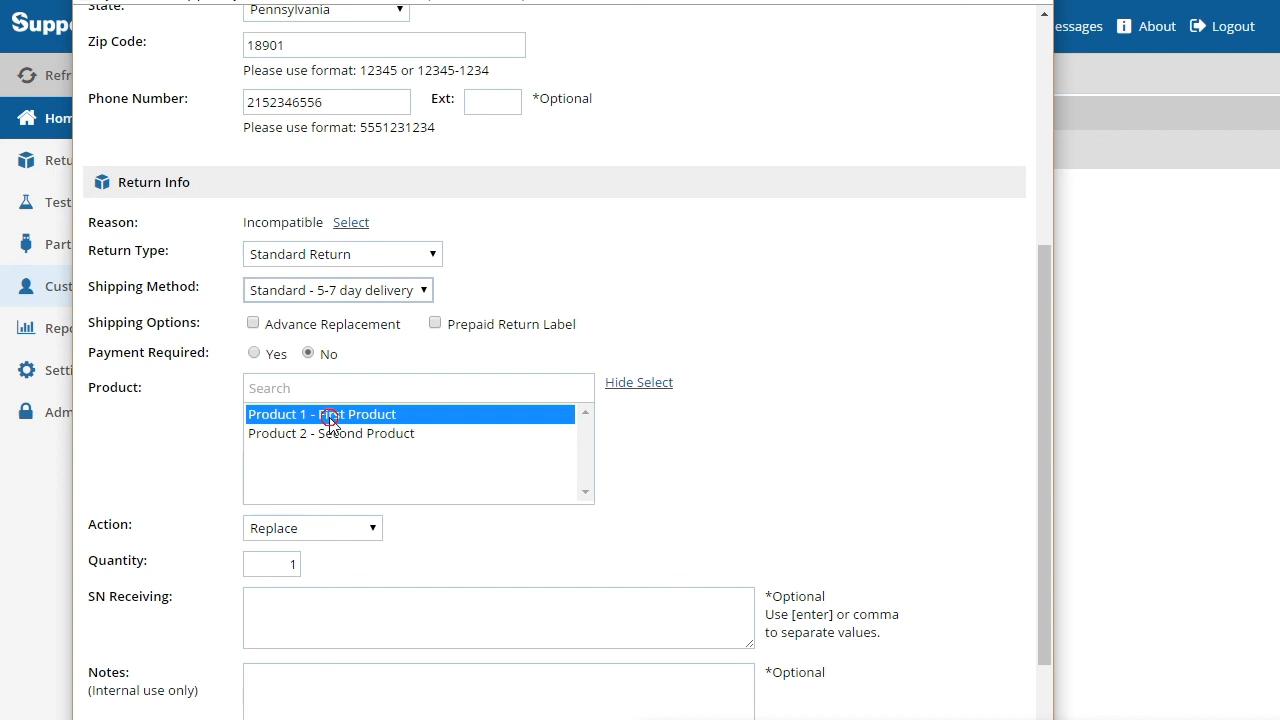 State: Pennsylvania
Supp
essages About Logout
Zip Code: 18901
Please use format: 12345 or 12345-1234
Refr
Phone Number: 2152346556 Ext: *Optional
Hom
Please use format: 5551231234
Retu
Return Info
Test
Reason: Incompatible Select
Part
Return Type: Standard Return
Cust
Shipping Method: Standard - 5-7 day delivery
Repo
Shipping Options: Advance Replacement Prepaid Return Label
Payment Required: Yes No
Setti
Product: Search Hide Select
Adm
Product 1 - First Product
Product 2 - Second Product
Action: Replace
Quantity: 1
SN Receiving: *Optional
Use [enter] or comma
to separate values.
Notes: *Optional
(Internal use only)